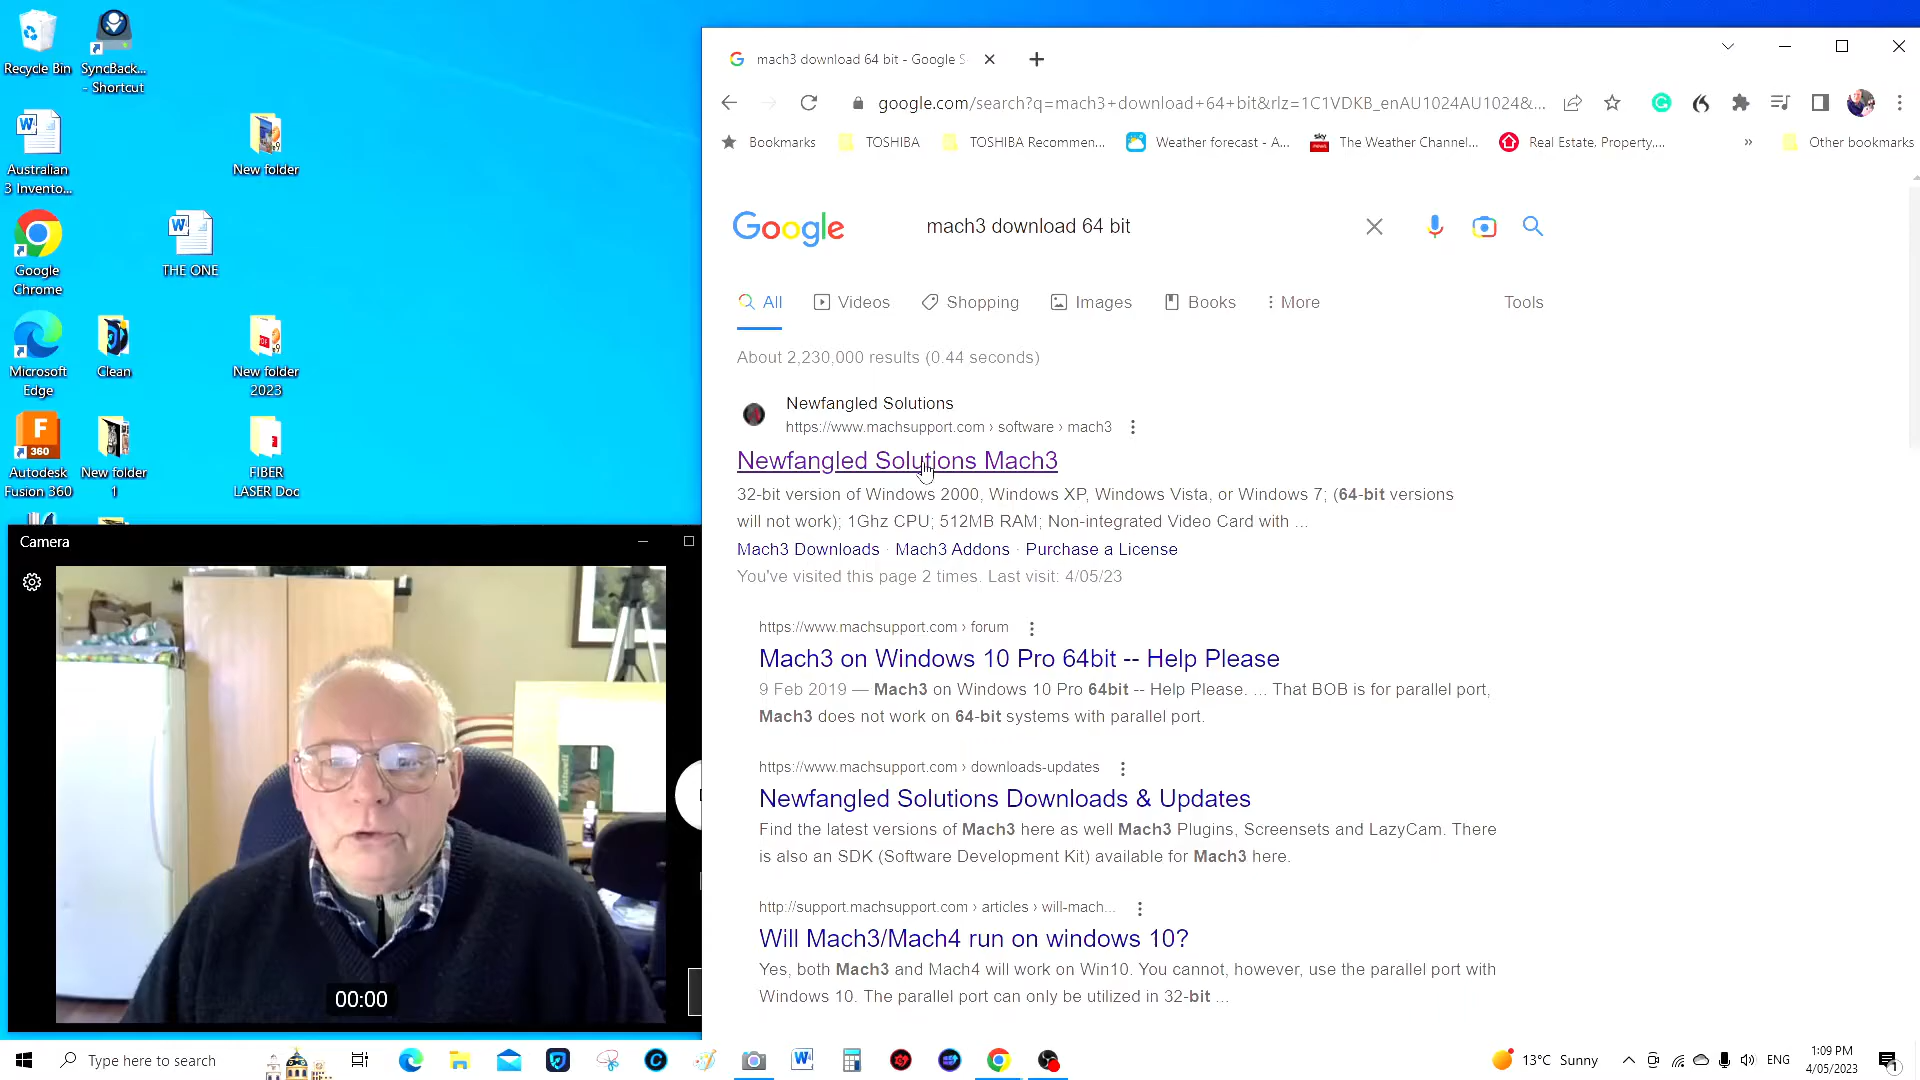 Recycle Bin
SyncBack...
- Shortcut
Australian
3 Invento...
New folder
Google
Chrome
THE ONE
Microsoft
Edge
Clean
New folder
2023
Autodesk
Fusion 360
New folder
1
FIBER
LASER Doc
Camera
00:00
mach3 download 64 bit - Google S
google.com/search?q=mach3+download+64+bit&rlz=1C1VDKB_enAU1024AU1024&...
Bookmarks
TOSHIBA
TOSHIBA Recommen...
Weather forecast - A...
The Weather Channel...
Real Estate, Property,...
»
Other bookmarks
Google
mach3 download 64 bit
All
Videos
Shopping
Images
Books
More
Tools
About 2,230,000 results (0.44 seconds)
Newfangled Solutions
https://www.machsupport.com › software › mach3
Newfangled Solutions Mach3
32-bit version of Windows 2000, Windows XP, Windows Vista, or Windows 7; (64-bit versions
will not work); 1Ghz CPU; 512MB RAM; Non-integrated Video Card with ...
Mach3 Downloads · Mach3 Addons · Purchase a License
You've visited this page 2 times. Last visit: 4/05/23
https://www.machsupport.com › forum
Mach3 on Windows 10 Pro 64bit -- Help Please
9 Feb 2019 — Mach3 on Windows 10 Pro 64bit -- Help Please. ... That BOB is for parallel port,
Mach3 does not work on 64-bit systems with parallel port.
https://www.machsupport.com › downloads-updates
Newfangled Solutions Downloads & Updates
Find the latest versions of Mach3 here as well Mach3 Plugins, Screensets and LazyCam. There
is also an SDK (Software Development Kit) available for Mach3 here.
http://support.machsupport.com › articles › will-mach...
Will Mach3/Mach4 run on windows 10?
Yes, both Mach3 and Mach4 will work on Win10. You cannot, however, use the parallel port with
Windows 10. The parallel port can only be utilized in 32-bit ...
Type here to search
13°C Sunny
ENG
1:09 PM
4/05/2023